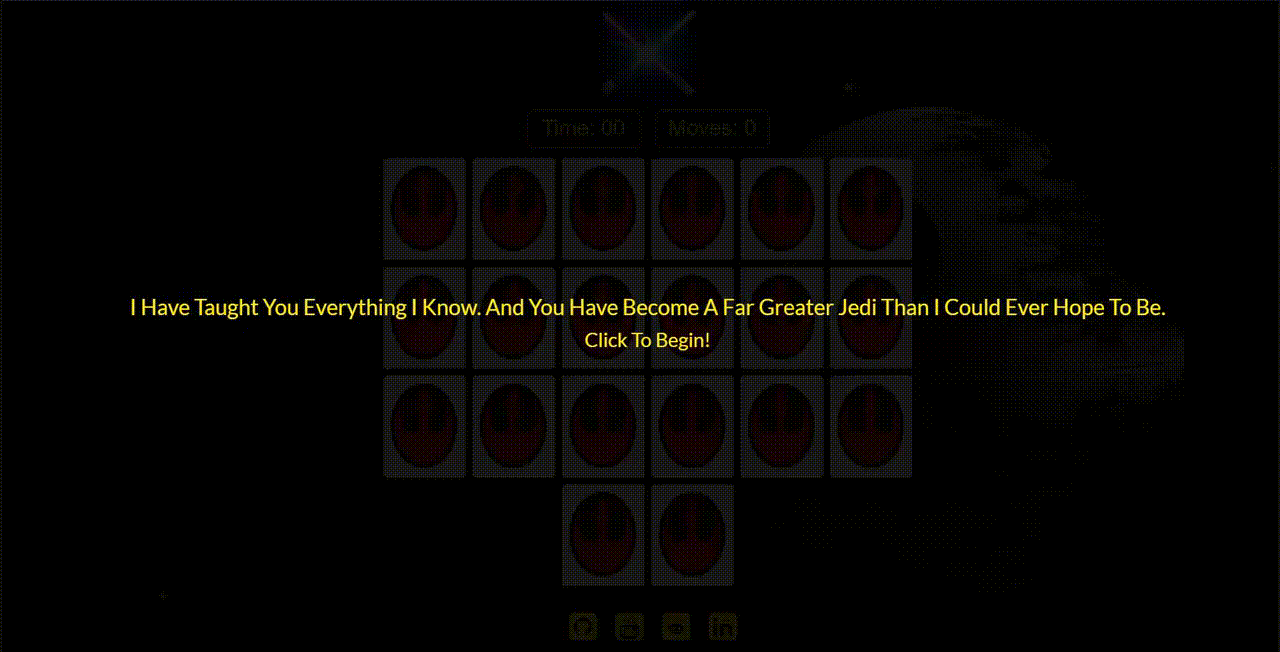 Time: 00 Moves: 0
I Have Taught You Everything I Know. And You Have Become A Far Greater Jedi Than I Could Ever Hope To Be.
Click To Begin!
in